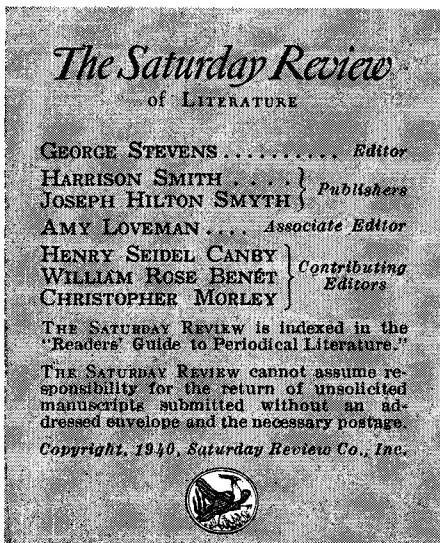 The Saturday Review
of LITERATURE
GEORGE STEVENS .......... Editor
HARRISON SMITH ....
JOSEPH HILTON SMYTH } Publishers
AMY LOVEMAN .... Associate Editor
HENRY SEIDEL CANBY
WILLIAM ROSE BENÉT } Contributing Editors
CHRISTOPHER MORLEY
THE SATURDAY REVIEW is indexed in the
"Readers' Guide to Periodical Literature."
THE SATURDAY REVIEW cannot assume re-
sponsibility for the return of unsolicited
manuscripts submitted without an ad-
dressed envelope and the necessary postage.
Copyright, 1940, Saturday Review Co., Inc.